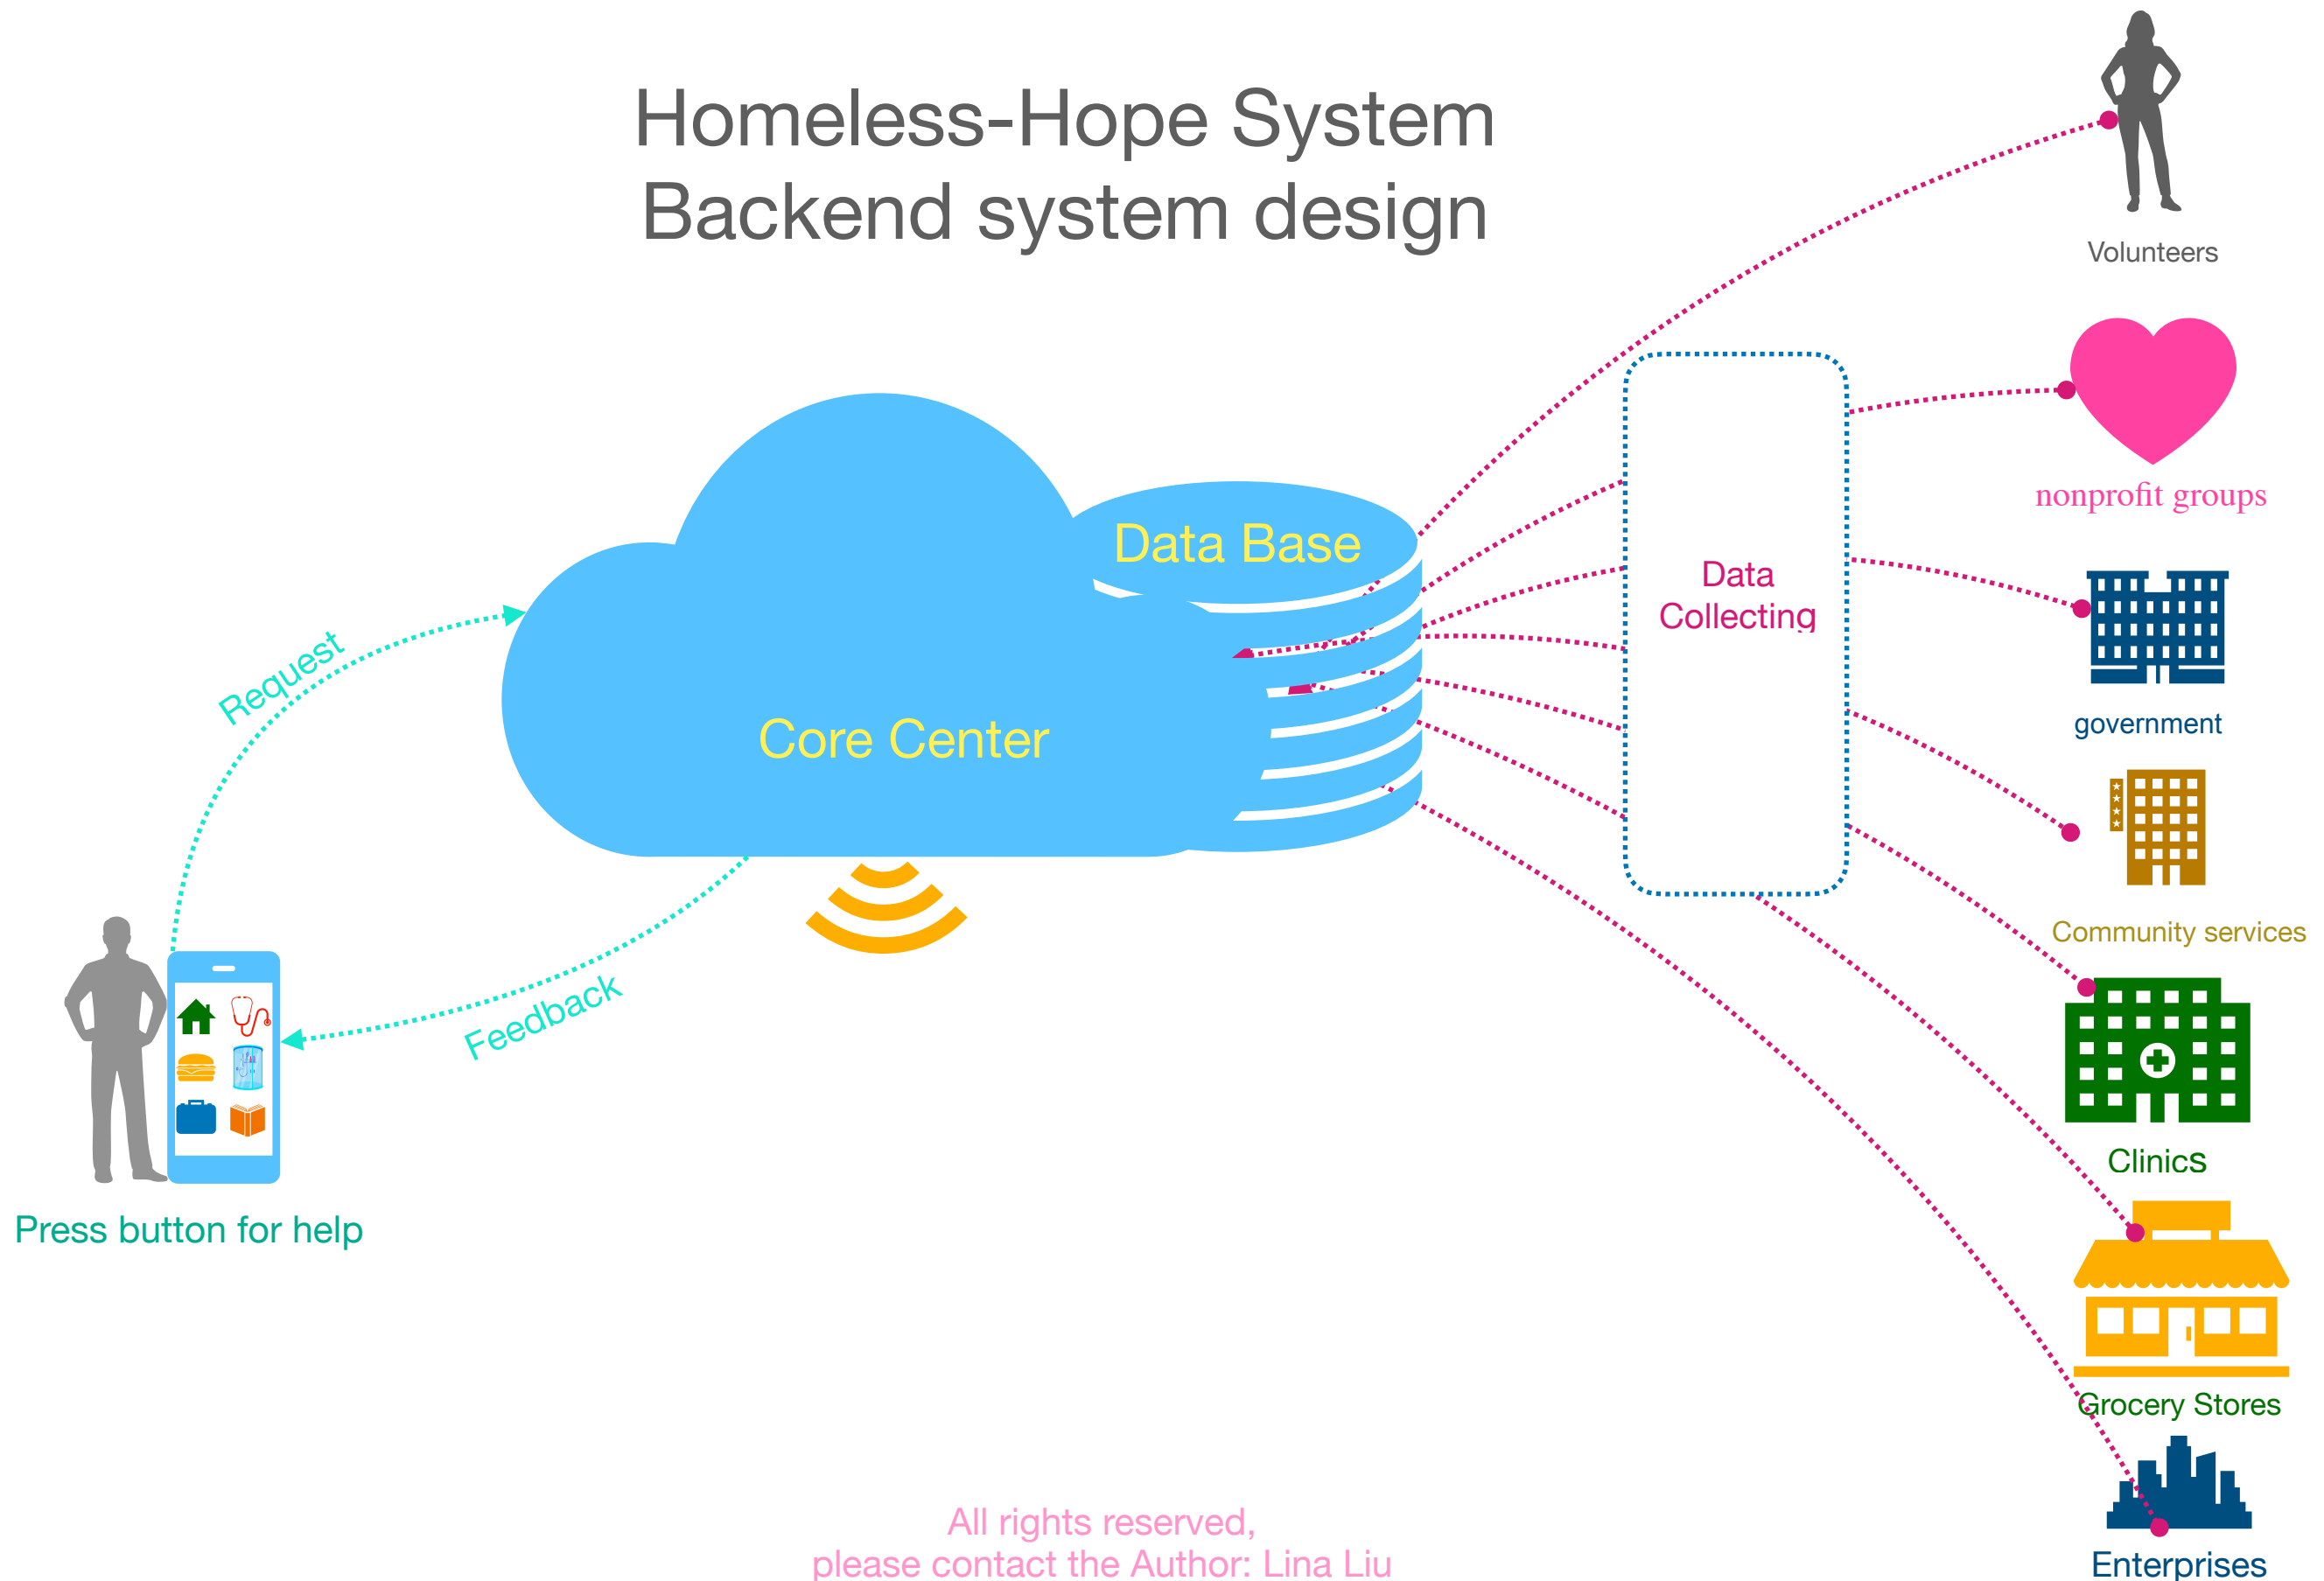 Homeless-Hope System
Backend system design
Volunteers
nonprofit groups
Data Base
Data
Collecting
Request
government
Core Center
Community services
Feedback
Clinics
Press button for help
Grocery Stores
All rights reserved,
please contact the Author: Lina Liu
Enterprises